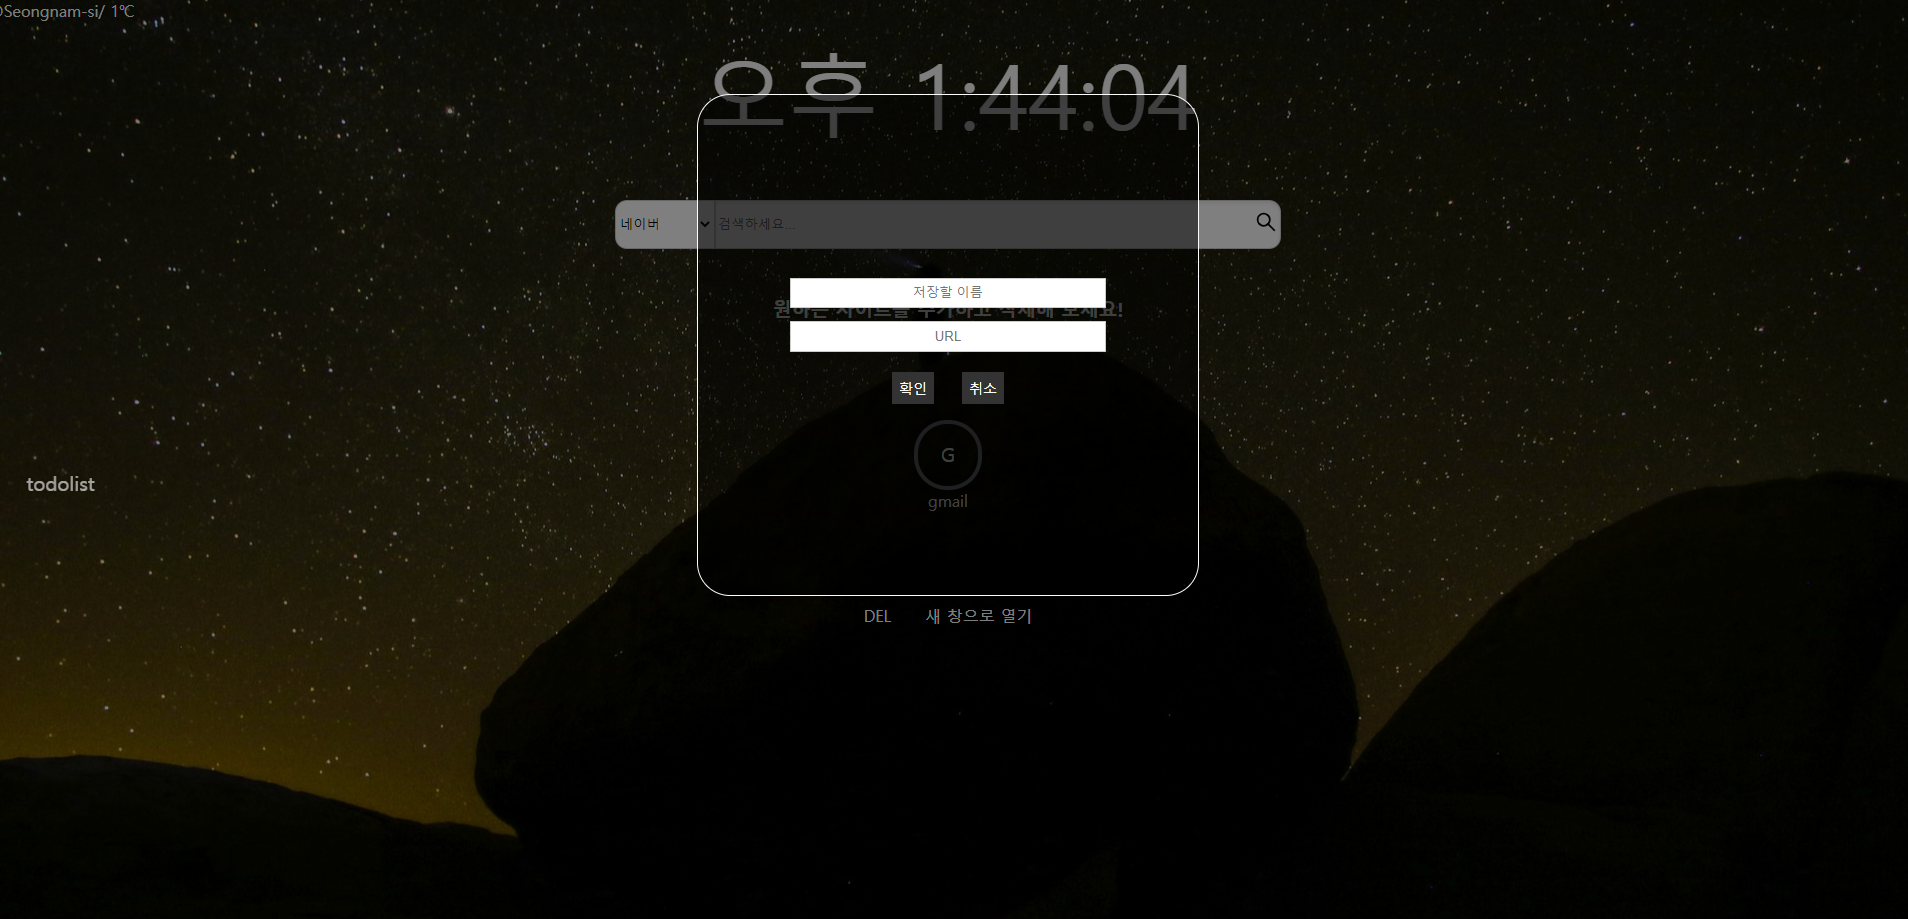 @Seongnam-si/ 1℃
오후 1:44:04
네이버
검색하세요...
저장할 이름
원하는 사이트를 추가하고 삭제해 보세요!
URL
확인 취소
G
gmail
todolist
DEL 새 창으로 열기